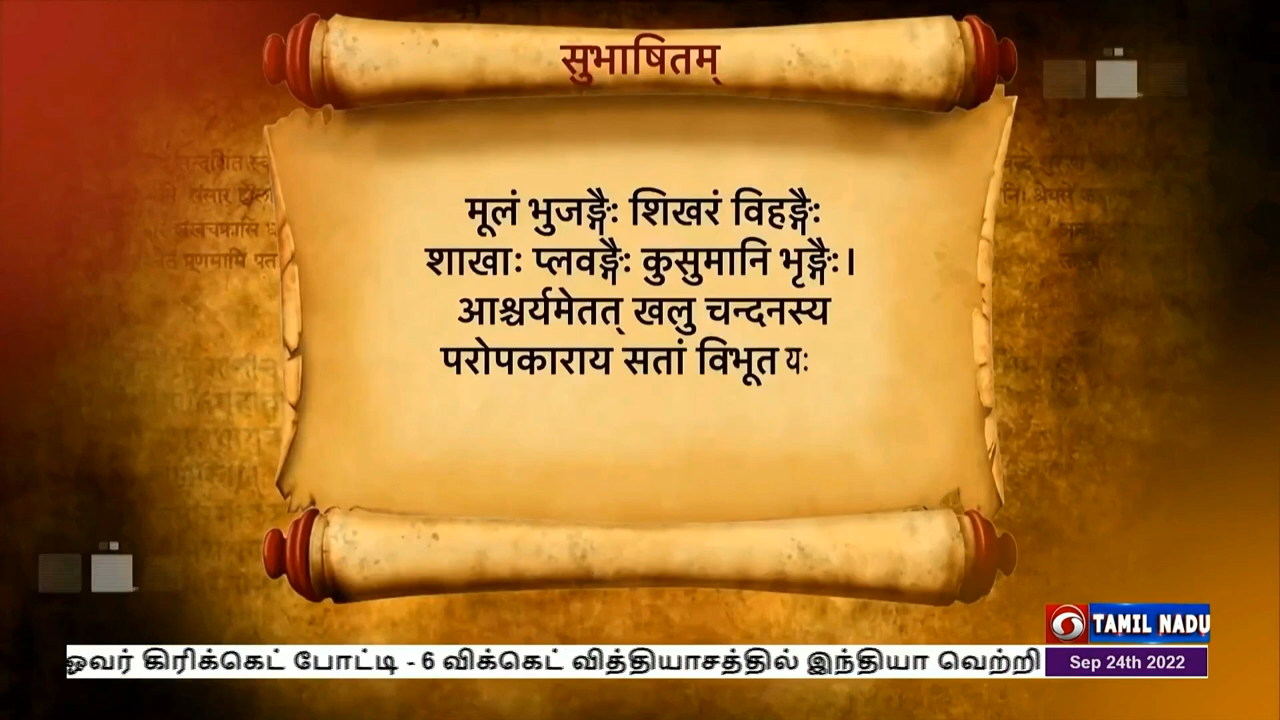 सुभाषितम्
मूलं भुजङ्गैः शिखरं विहङ्गैः
शाखाः प्लवङ्गैः कुसुमानि भृङ्गैः।
आश्चर्यमेतत् खलु चन्दनस्य
परोपकाराय सतां विभूत यः
TAMIL NADU
ஓவர் கிரிக்கெட் போட்டி - 6 விக்கெட் வித்தியாசத்தில் இந்தியா வெற்றி
Sep 24th 2022